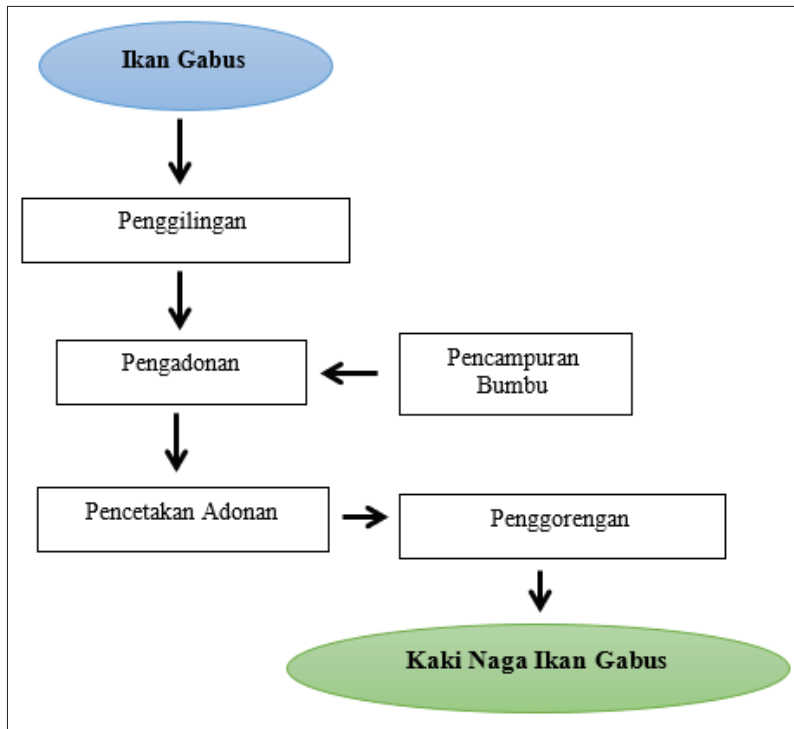 Ikan Gabus
Penggilingan
Pengadonan
Pencampuran
Bumbu
Pencetakan Adonan
Penggorengan
Kaki Naga Ikan Gabus